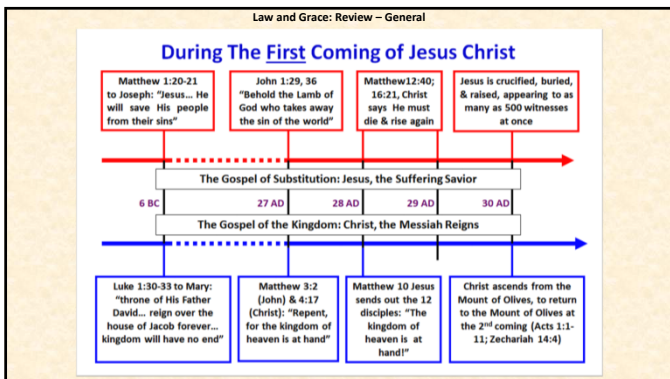 Law and Grace: Review – General
During The First Coming of Jesus Christ
Matthew 1:20-21
to Joseph: “Jesus... He
will save His people
from their sins”
John 1:29, 36
“Behold the Lamb of
God who takes away
the sin of the world”
Matthew12:40;
16:21, Christ
says He must
die & rise again
Jesus is crucified, buried,
& raised, appearing to as
many as 500 witnesses
at once
The Gospel of Substitution: Jesus, the Suffering Savior
6 BC
27 AD
28 AD
29 AD
30 AD
The Gospel of the Kingdom: Christ, the Messiah Reigns
Luke 1:30-33 to Mary:
“throne of His Father
David... reign over the
house of Jacob forever...
kingdom will have no end”
Matthew 3:2
(John) & 4:17
(Christ): “Repent,
for the kingdom of
heaven is at hand”
Matthew 10 Jesus
sends out the 12
disciples: “The
kingdom of
heaven is at
hand!”
Christ ascends from the
Mount of Olives, to return
to the Mount of Olives at
the 2nd coming (Acts 1:1-
11; Zechariah 14:4)